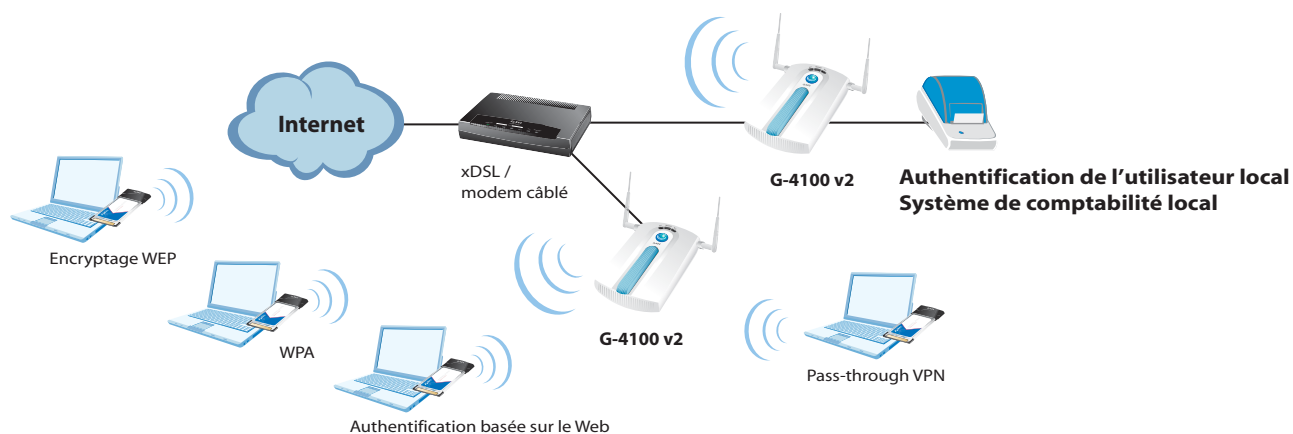 Internet
xDSL /
modem câblé
G-4100 v2
Authentification de l’utilisateur local
Système de comptabilité local
Encryptage WEP
WPA
G-4100 v2
Pass-through VPN
Authentification basée sur le Web